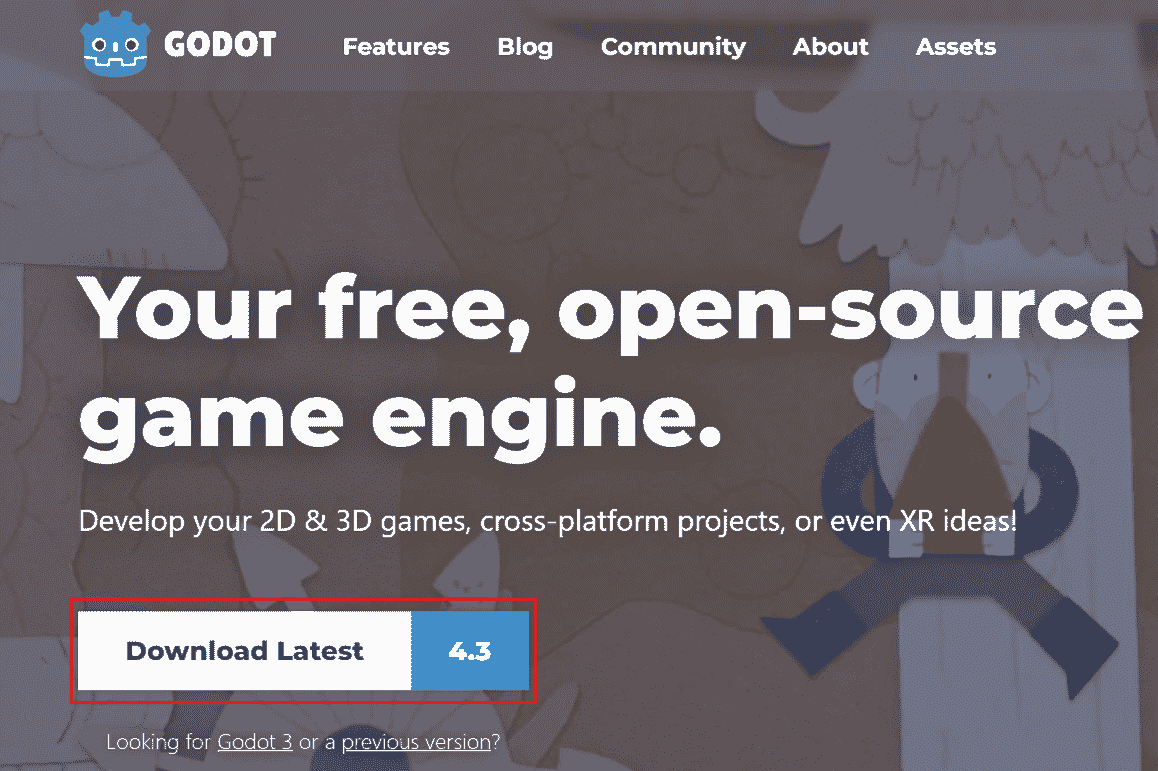 GODOT Features Blog Community About Assets
Your free, open-source
game engine.
Develop your 2D & 3D games, cross-platform projects, or even XR ideas!
Download Latest 4.3
Looking for Godot 3 or a previous version?